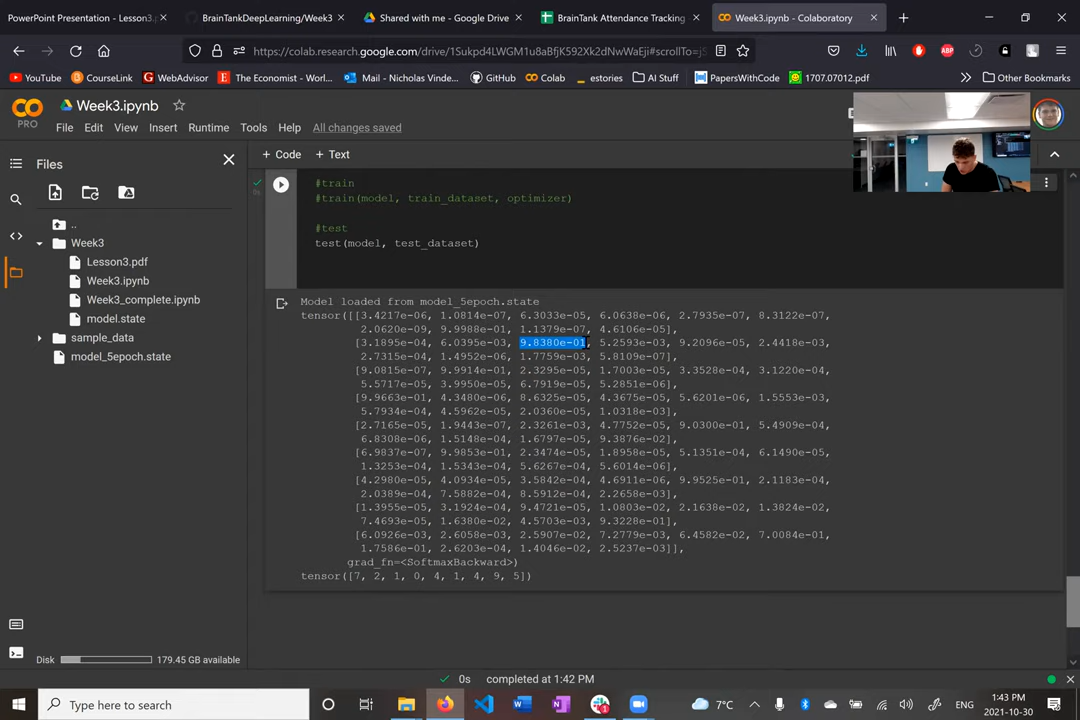 PowerPoint Presentation - Lesson3.p
BrainTankDeepLearning/Week3
Shared with me - Google Drive
BrainTank Attendance Tracking
Week3.ipynb - Colaboratory
https://colab.research.google.com/drive/1Sukpd4LWGM1u8aBfjK592Xk2dNwWaEji#scrollTo=j5
YouTube
CourseLink
WebAdvisor
The Economist - Worl...
Mail - Nicholas Vinde...
GitHub
Colab
estories
AI Stuff
PapersWithCode
1707.07012.pdf
Other Bookmarks
CO
PRO
Week3.ipynb
File Edit View Insert Runtime Tools Help All changes saved
Files
+ Code + Text
..
Week3
Lesson3.pdf
Week3.ipynb
Week3_complete.ipynb
model.state
sample_data
model_5epoch.state
0s
#train
#train(model, train_dataset, optimizer)
#test
test(model, test_dataset)
Model loaded from model_5epoch.state
tensor([[3.4217e-06, 1.0814e-07, 6.3033e-05, 6.0638e-06, 2.7935e-07, 8.3122e-07,
2.0620e-09, 9.9988e-01, 1.1379e-07, 4.6106e-05],
[3.1895e-04, 6.0395e-03, 9.8380e-01, 5.2593e-03, 9.2096e-05, 2.4418e-03,
2.7315e-04, 1.4952e-06, 1.7759e-03, 5.8109e-07],
[9.0815e-07, 9.9914e-01, 2.3295e-05, 1.7003e-05, 3.3528e-04, 3.1220e-04,
5.5717e-05, 3.9950e-05, 6.7919e-05, 5.2851e-06],
[9.9663e-01, 4.3480e-06, 8.6325e-05, 4.3675e-05, 5.6201e-06, 1.5553e-03,
5.7934e-04, 4.5962e-05, 2.0360e-05, 1.0318e-03],
[2.7165e-05, 1.9443e-07, 2.3261e-03, 4.7752e-05, 9.0300e-01, 5.4909e-04,
6.8308e-06, 1.5148e-04, 1.6797e-05, 9.3876e-02],
[6.9837e-07, 9.9853e-01, 2.3474e-05, 1.8958e-05, 5.1351e-04, 6.1490e-05,
1.3253e-04, 1.5343e-04, 5.6267e-04, 5.6014e-06],
[4.2980e-05, 4.0934e-05, 3.5842e-04, 4.6911e-06, 9.9525e-01, 2.1183e-04,
2.0389e-04, 7.5882e-04, 8.5912e-04, 2.2658e-03],
[1.3955e-05, 3.1924e-04, 9.4721e-05, 1.0803e-02, 2.1638e-02, 1.3824e-02,
7.4693e-05, 1.6380e-02, 4.5703e-03, 9.3228e-01],
[6.0926e-03, 2.6058e-03, 2.5907e-02, 7.2779e-03, 6.4582e-02, 7.0084e-01,
1.7586e-01, 2.6203e-04, 1.4046e-02, 2.5237e-03]],
grad_fn=<SoftmaxBackward>)
tensor([7, 2, 1, 0, 4, 1, 4, 9, 5])
Disk
179.45 GB available
0s completed at 1:42 PM
Type here to search
7°C
ENG
1:43 PM
2021-10-30